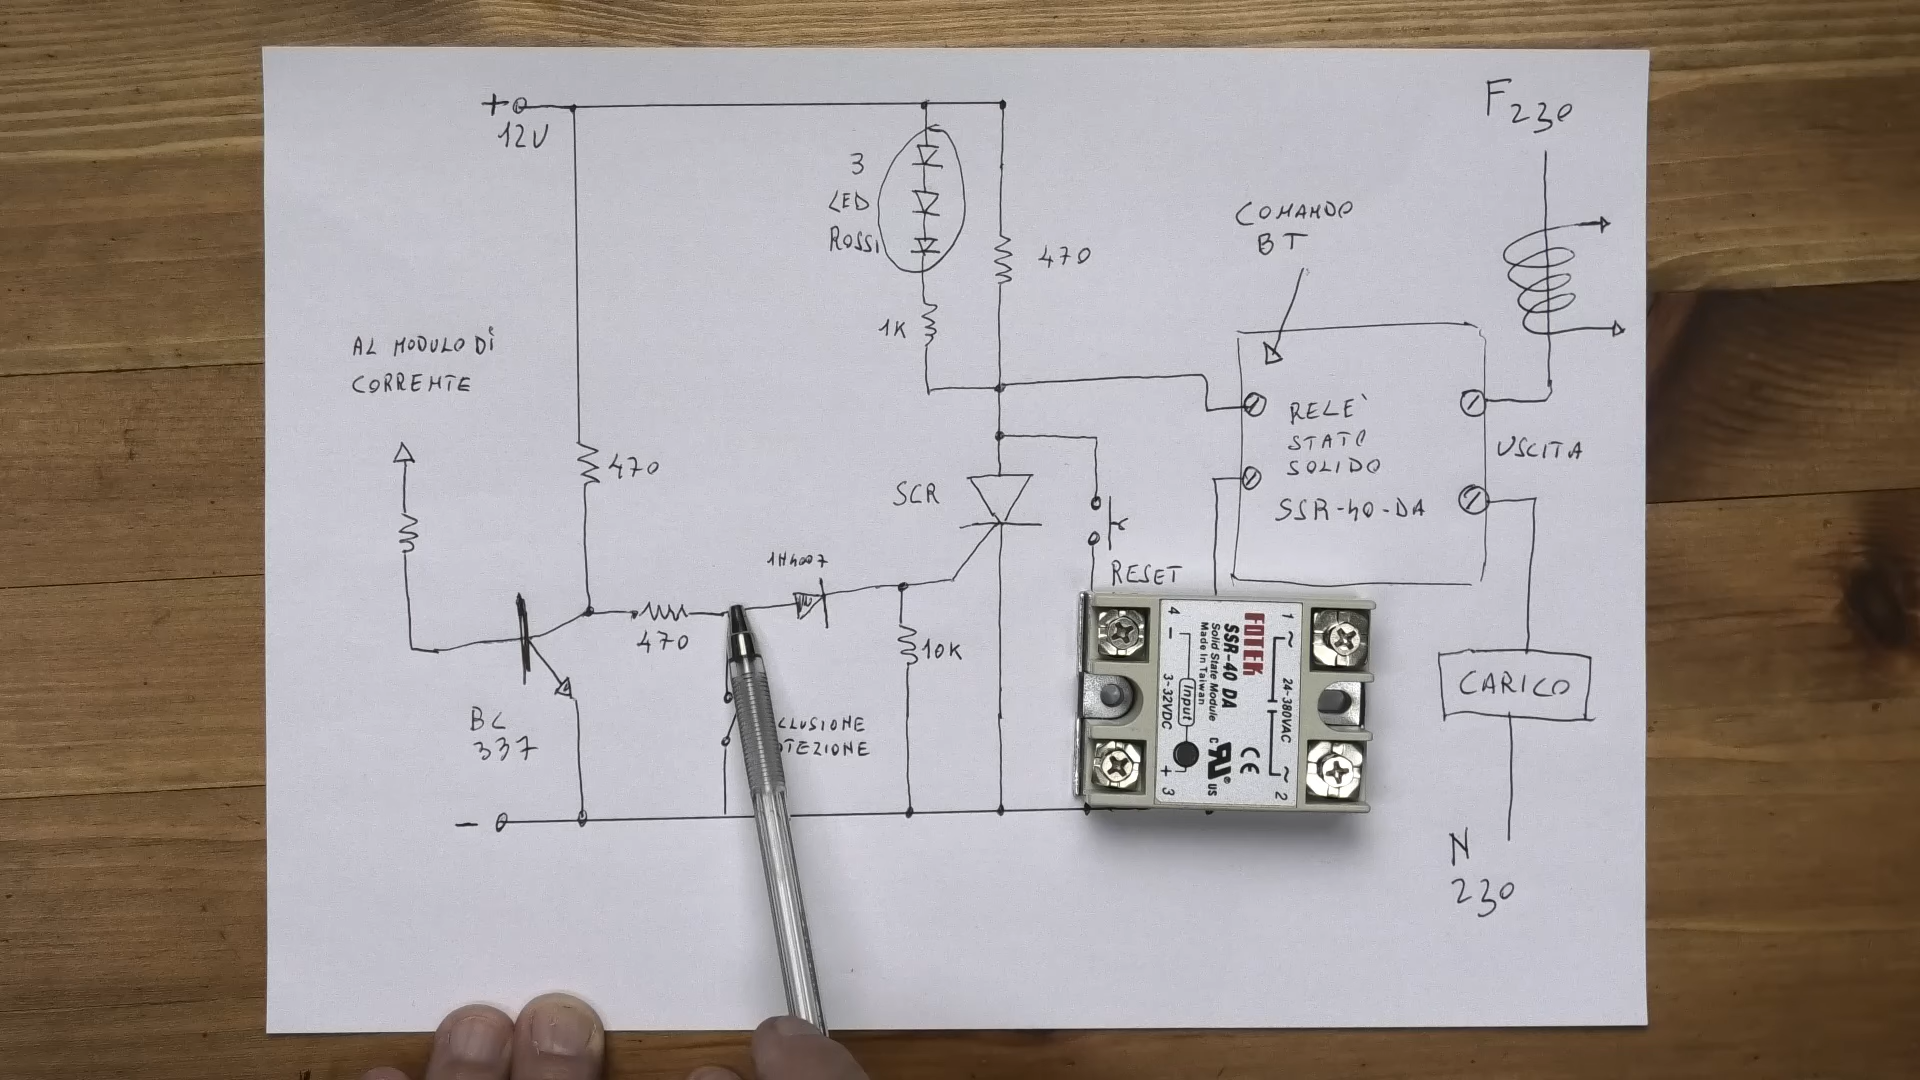 +
12V
3
LED
ROSSI
1K
470
COMANDO
BT
F 230
AL MODULO DI
CORRENTE
470
SCR
RELE'
STATO
SOLIDO
SSR-40-DA
USCITA
1N4007
RESET
470
10K
BC
337
CARICO
-
N
230
FOTEK
SSR-40 DA
Solid State Module
Made in Taiwan
1
~
24-380VAC
~
2
4
-
Input
3-32VDC
+
3
CE
c
US